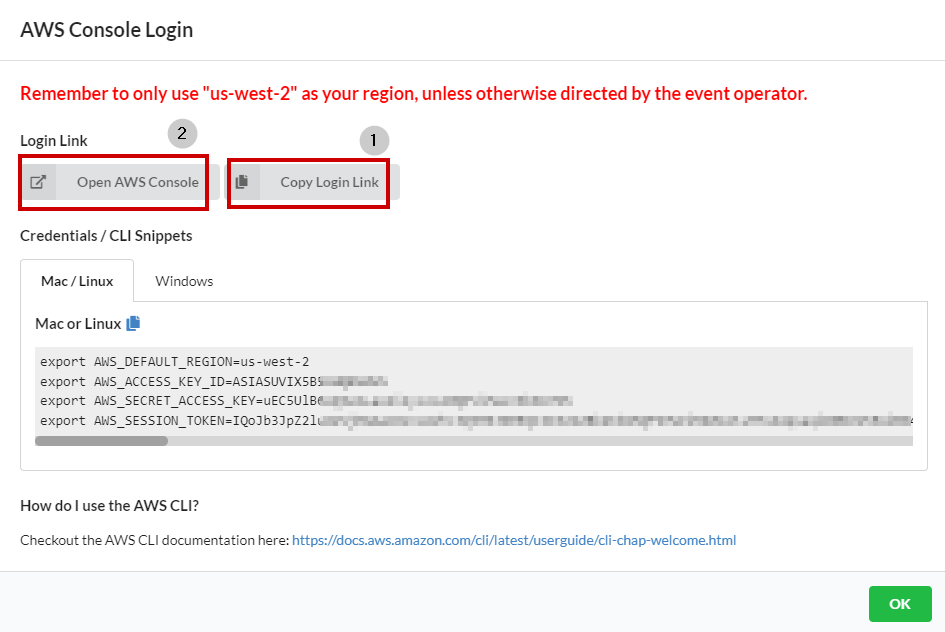 AWS Console Login
Remember to only use "us-west-2" as your region, unless otherwise directed by the event operator.
Login Link
2
1
Open AWS Console
Copy Login Link
Credentials / CLI Snippets
Mac / Linux
Windows
Mac or Linux
export AWS_DEFAULT_REGION=us-west-2
export AWS_ACCESS_KEY_ID=ASIASUVIX5B
export AWS_SECRET_ACCESS_KEY=uEC5UlB
export AWS_SESSION_TOKEN=IQoJb3JpZ2lu
How do I use the AWS CLI?
Checkout the AWS CLI documentation here: https://docs.aws.amazon.com/cli/latest/userguide/cli-chap-welcome.html
OK